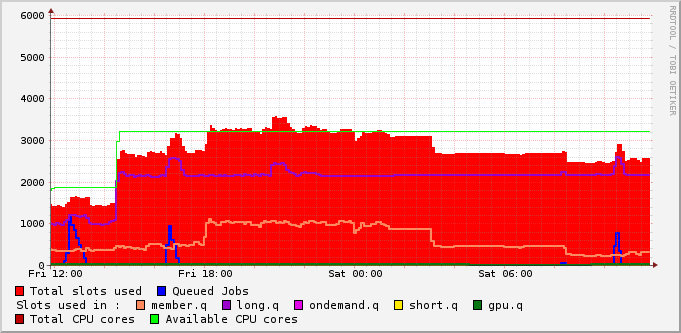 6000
5000
4000
3000
2000
1000
0
Fri 12:00 Fri 18:00 Sat 00:00 Sat 06:00
RRDTOOL / TOBI OETIKER
Total slots used Queued Jobs
Slots used in : member.q long.q ondemand.q short.q gpu.q
Total CPU cores Available CPU cores